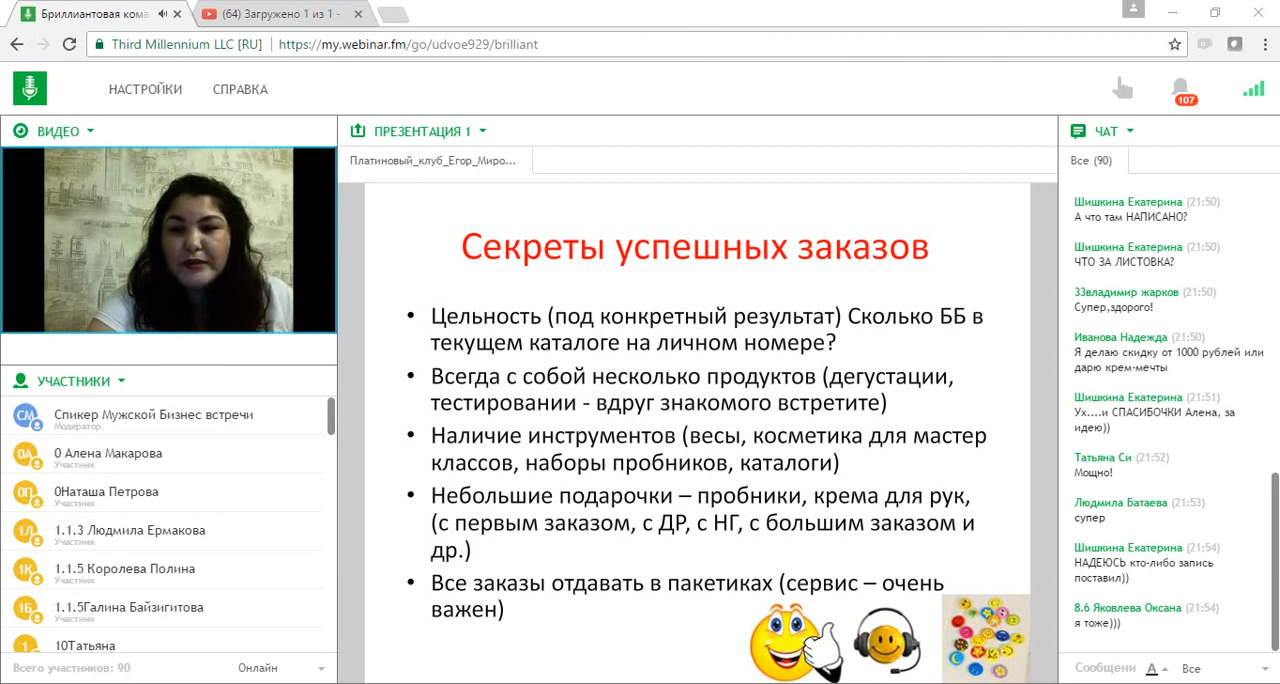 Бриллиантовая кома
(64) Загружено 1 из 1 -
Third Millennium LLC [RU]
https://my.webinar.fm/go/udvoe929/brilliant
НАСТРОЙКИ
СПРАВКА
107
ВИДЕО
УЧАСТНИКИ
СМ
Спикер Мужской Бизнес встречи
Модератор
0А
0 Алена Макарова
Участник
0П
0Наташа Петрова
Участник
1Л
1.1.3 Людмила Ермакова
Участник
1К
1.1.5 Королева Полина
Участник
1Б
1.1.5Галина Байзигитова
Участник
1
10Татьяна
Всего участников: 90
Онлайн
ПРЕЗЕНТАЦИЯ 1
Платиновый_клуб_Егор_Миро...
Секреты успешных заказов
• Цельность (под конкретный результат) Сколько ББ в
текущем каталоге на личном номере?
• Всегда с собой несколько продуктов (дегустации,
тестировании - вдруг знакомого встретите)
• Наличие инструментов (весы, косметика для мастер
классов, наборы пробников, каталоги)
• Небольшие подарочки – пробники, крема для рук,
(с первым заказом, с ДР, с НГ, с большим заказом и
др.)
• Все заказы отдавать в пакетиках (сервис – очень
важен)
ЧАТ
Все (90)
Шишкина Екатерина (21:50)
А что там НАПИСАНО?
Шишкина Екатерина (21:50)
ЧТО ЗА ЛИСТОВКА?
33владимир жарков (21:50)
Супер,здорого!
Иванова Надежда (21:50)
Я делаю скидку от 1000 рублей или
дарю крем-мечты
Шишкина Екатерина (21:51)
Ух....и СПАСИБОЧКИ Алена, за
идею))
Татьяна Си (21:52)
Мощно!
Людмила Батаева (21:53)
супер
Шишкина Екатерина (21:54)
НАДЕЮСЬ кто-либо запись
поставил))
8.6 Яковлева Оксана (21:54)
я тоже)))
Сообщени
A
Все